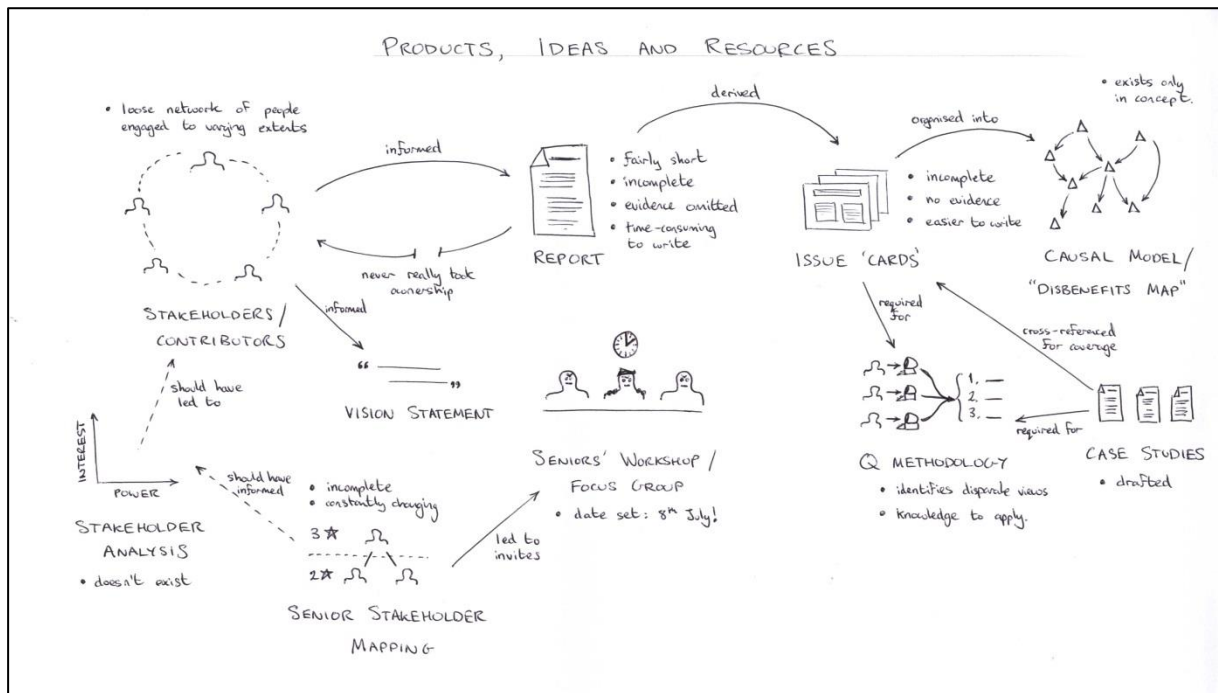 PRODUCTS, IDEAS AND RESOURCES
• loose network of people
engaged to varying extents
STAKEHOLDERS/
CONTRIBUTORS
informed
never really took
ownership
informed
“ ”
VISION STATEMENT
• fairly short
• incomplete
• evidence omitted
• time-consuming
to write
REPORT
derived
• incomplete
• no evidence
• easier to write
ISSUE 'CARDS'
organised into
• exists only
in concept.
CAUSAL MODEL/
"DISBENEFITS MAP"
required
for
cross-referenced
for coverage
1. —
2. —
3. —
required for
Q METHODOLOGY
• identifies disparate views
• knowledge to apply.
CASE STUDIES
• drafted
SENIORS' WORKSHOP /
FOCUS GROUP
• date set: 8th July!
should have
led to
INTEREST
POWER
STAKEHOLDER
ANALYSIS
• doesn't exist
should have
informed
• incomplete
• constantly changing
3☆
2☆
SENIOR STAKEHOLDER
MAPPING
led to
invites